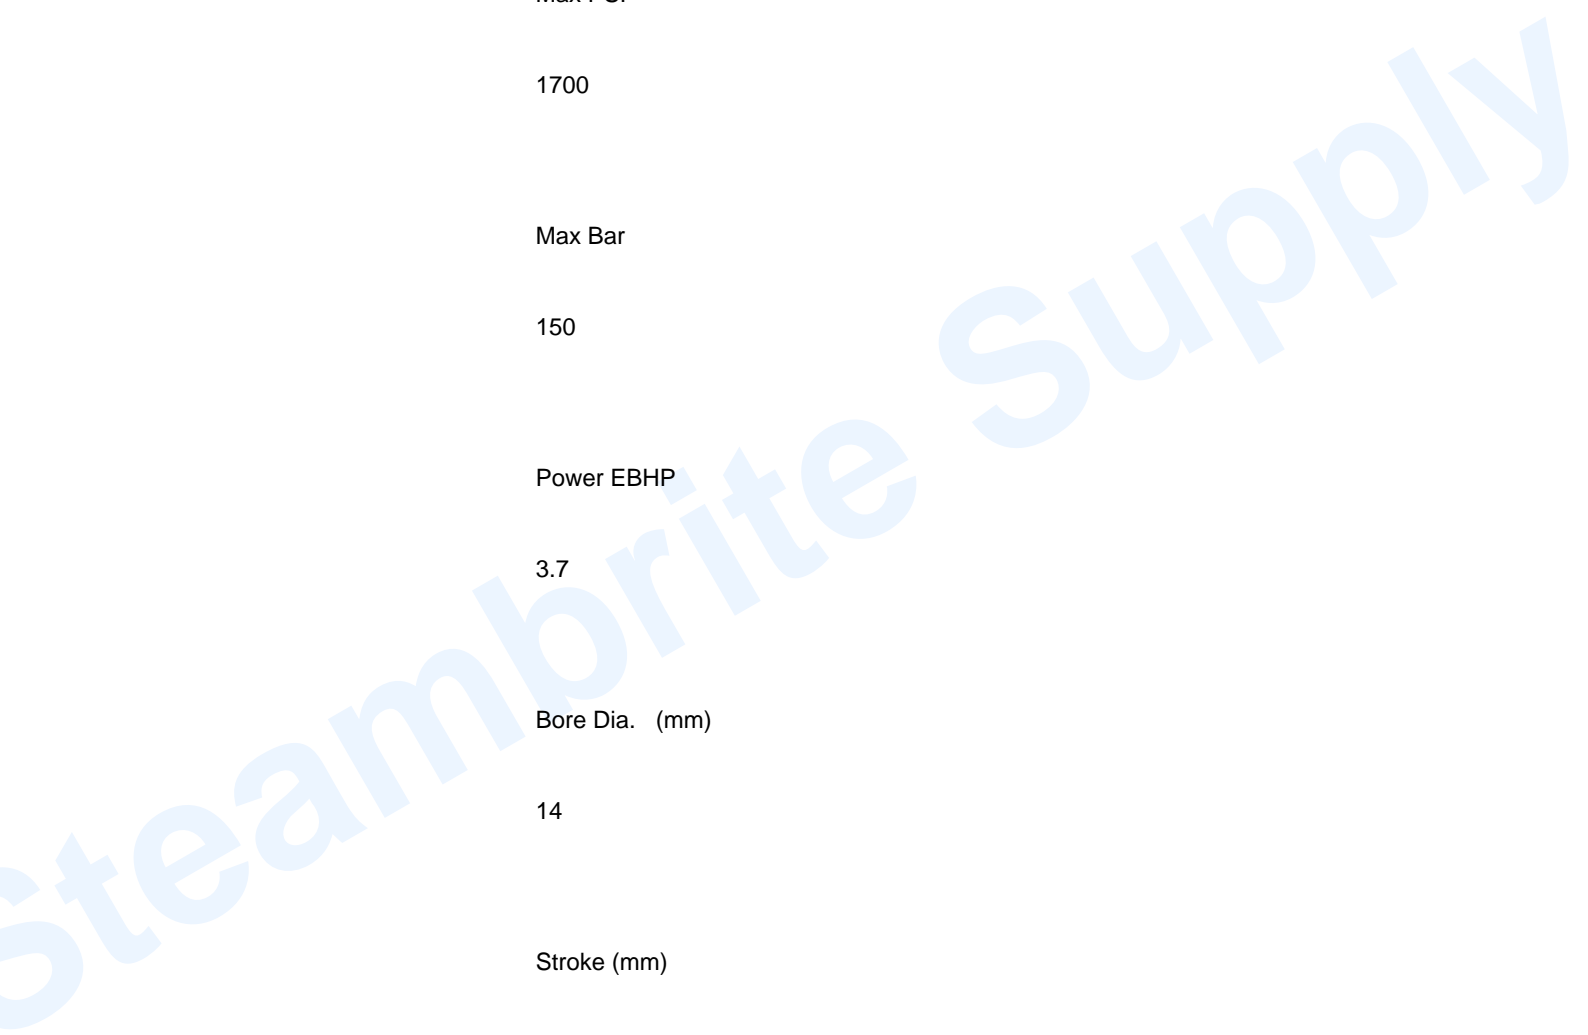 1700
Max Bar
150
Power EBHP
3.7
Bore Dia. (mm)
14
Stroke (mm)
Steambrite Supply